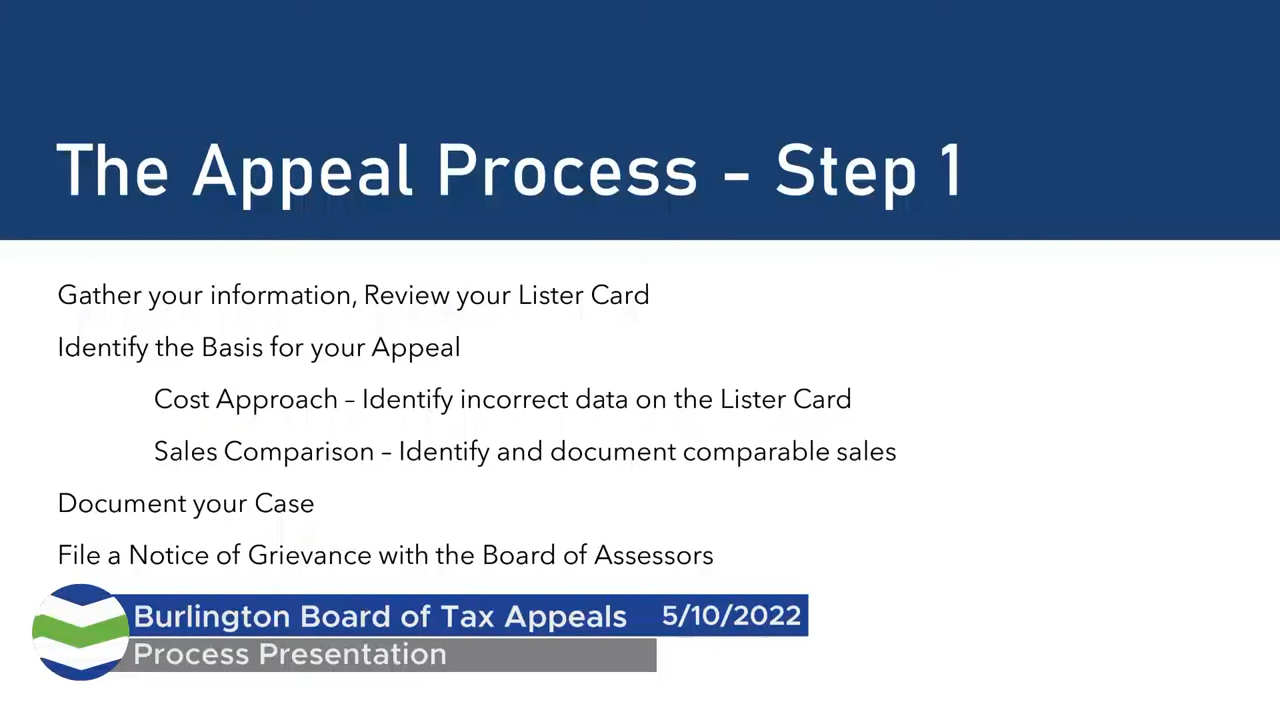 The Appeal Process - Step 1
Gather your information, Review your Lister Card
Identify the Basis for your Appeal
Cost Approach – Identify incorrect data on the Lister Card
Sales Comparison – Identify and document comparable sales
Document your Case
File a Notice of Grievance with the Board of Assessors
Burlington Board of Tax Appeals 5/10/2022
Process Presentation